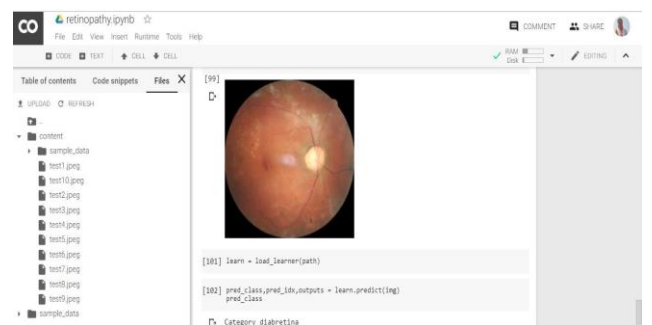 CO
retinopathy.ipynb
File Edit View Insert Runtime Tools Help
COMMENT SHARE
CODE TEXT CELL CELL
RAM
Disk
EDITING
Table of contents Code snippets Files X
UPLOAD REFRESH
..
content
sample_data
test1.jpeg
test10.jpeg
test2.jpeg
test3.jpeg
test4.jpeg
test5.jpeg
test6.jpeg
test7.jpeg
test8.jpeg
test9.jpeg
sample_data
[99]
[101] learn = load_learner(path)
[102] pred_class,pred_idx,outputs = learn.predict(img)
pred_class
Category diabretina